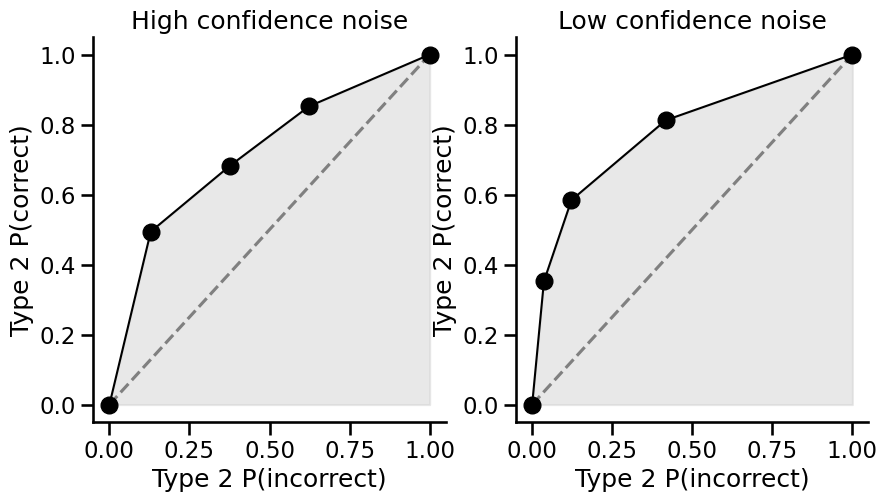 High confidence noise
Type 2 P(correct)
1.0
0.8
0.6
0.4
0.2
0.0
0.00 0.25 0.50 0.75 1.00
Type 2 P(incorrect)
Low confidence noise
Type 2 P(correct)
1.0
0.8
0.6
0.4
0.2
0.0
0.00 0.25 0.50 0.75 1.00
Type 2 P(incorrect)